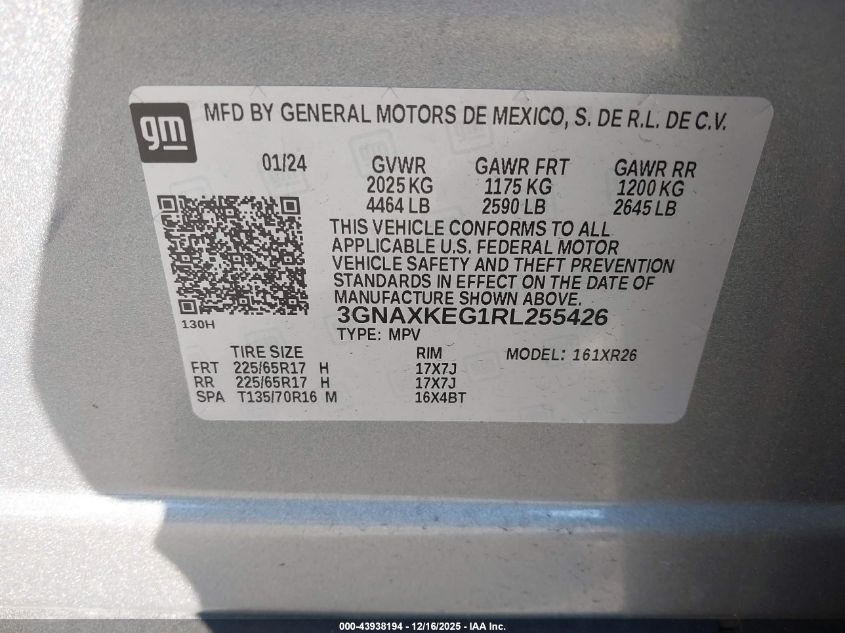 gm
MFD BY GENERAL MOTORS DE MEXICO, S. DE R.L. DE C.V.
01/24 GVWR GAWR FRT GAWR RR
2025 KG 1175 KG 1200 KG
4464 LB 2590 LB 2645 LB
THIS VEHICLE CONFORMS TO ALL
APPLICABLE U.S. FEDERAL MOTOR
VEHICLE SAFETY AND THEFT PREVENTION
STANDARDS IN EFFECT ON THE DATE OF
MANUFACTURE SHOWN ABOVE.
130H
3GNAXKEG1RL255426
TYPE: MPV
TIRE SIZE RIM MODEL: 161XR26
FRT 225/65R17 H 17X7J
RR 225/65R17 H 17X7J
SPA T135/70R16 M 16X4BT
000-43938194 - 12/16/2025 - IAA Inc.